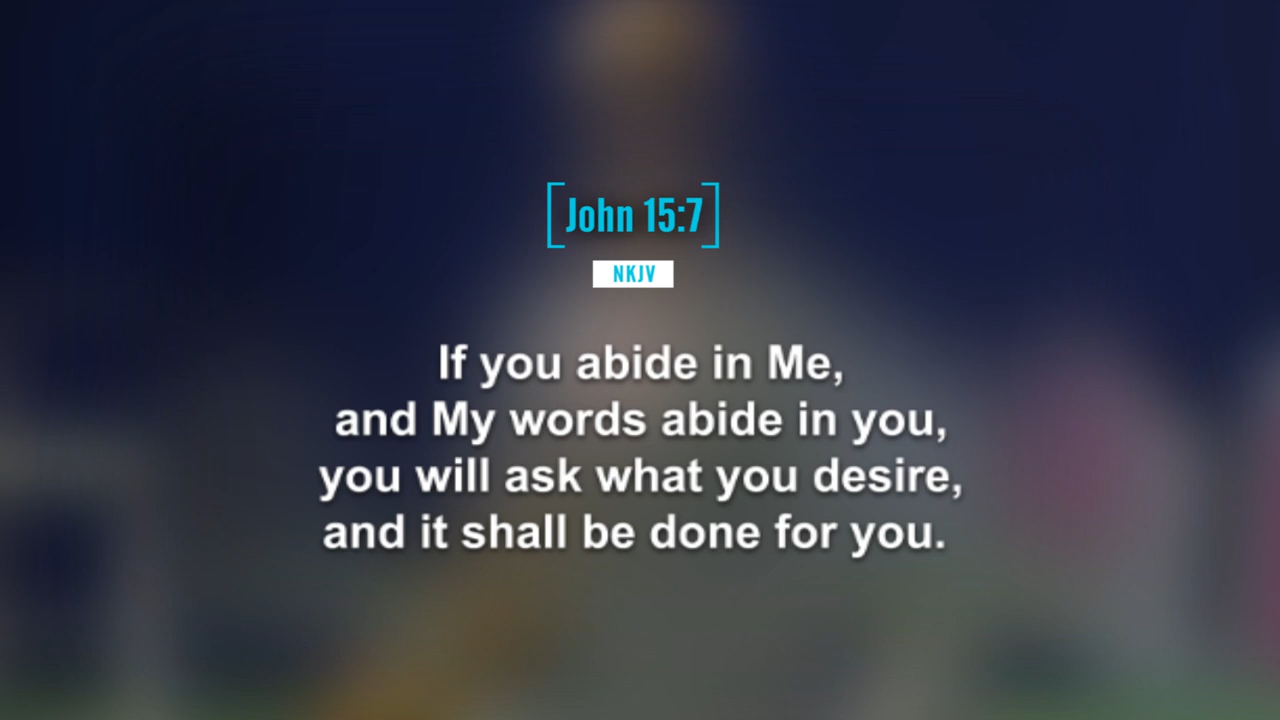 [John 15:7]
NKJV
If you abide in Me,
and My words abide in you,
you will ask what you desire,
and it shall be done for you.